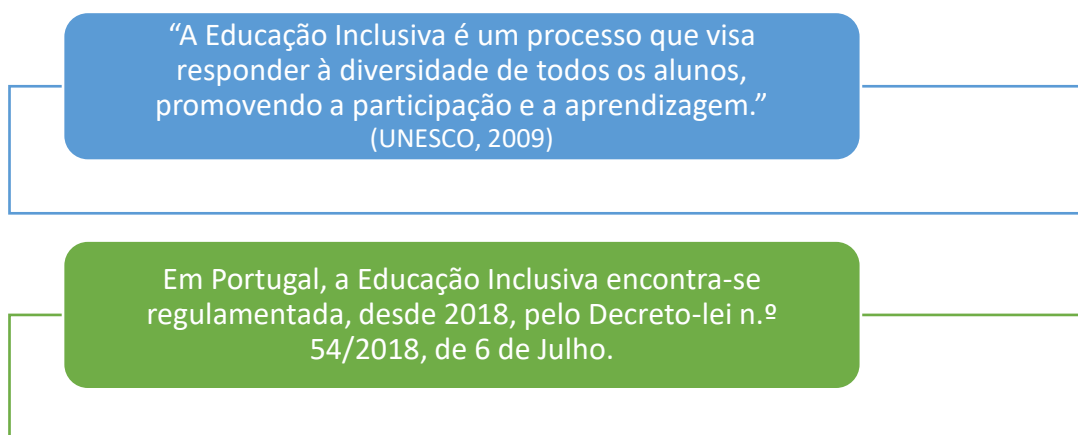 “A Educação Inclusiva é um processo que visa
responder à diversidade de todos os alunos,
promovendo a participação e a aprendizagem.”
(UNESCO, 2009)
Em Portugal, a Educação Inclusiva encontra-se
regulamentada, desde 2018, pelo Decreto-lei n.º
54/2018, de 6 de Julho.